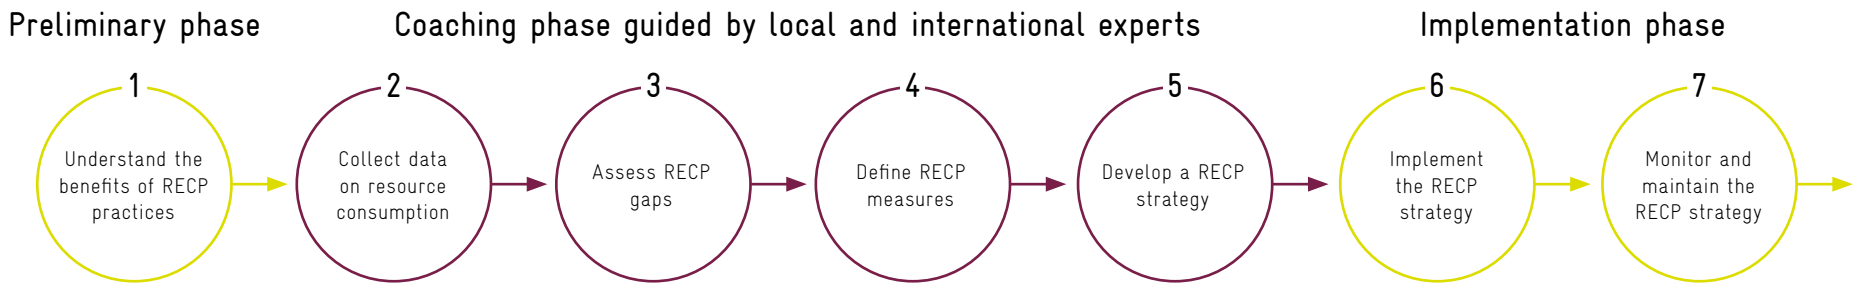 Preliminary phase
Coaching phase guided by local and international experts
Implementation phase
1
Understand the
benefits of RECP
practices
2
Collect data
on resource
consumption
3
Assess RECP
gaps
4
Define RECP
measures
5
Develop a RECP
strategy
6
Implement
the RECP
strategy
7
Monitor and
maintain the
RECP strategy